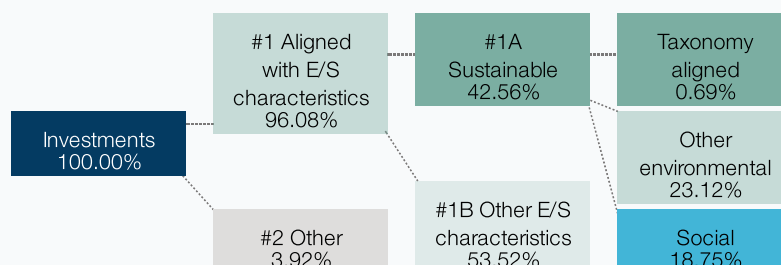 #1 Aligned
with E/S
characteristics
96.08%
#1A
Sustainable
42.56%
Taxonomy
aligned
0.69%
Investments
100.00%
Other
environmental
23.12%
#1B Other E/S
characteristics
53.52%
#2 Other
3.92%
Social
18.75%